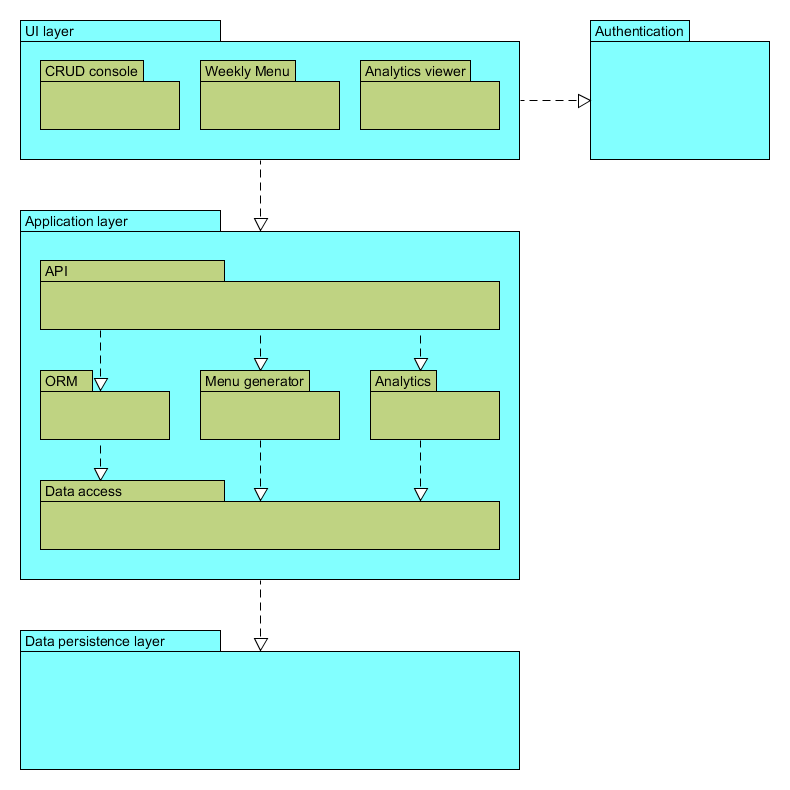 UI layer
Authentication
CRUD console
Weekly Menu
Analytics viewer
Application layer
API
ORM
Menu generator
Analytics
Data access
Data persistence layer